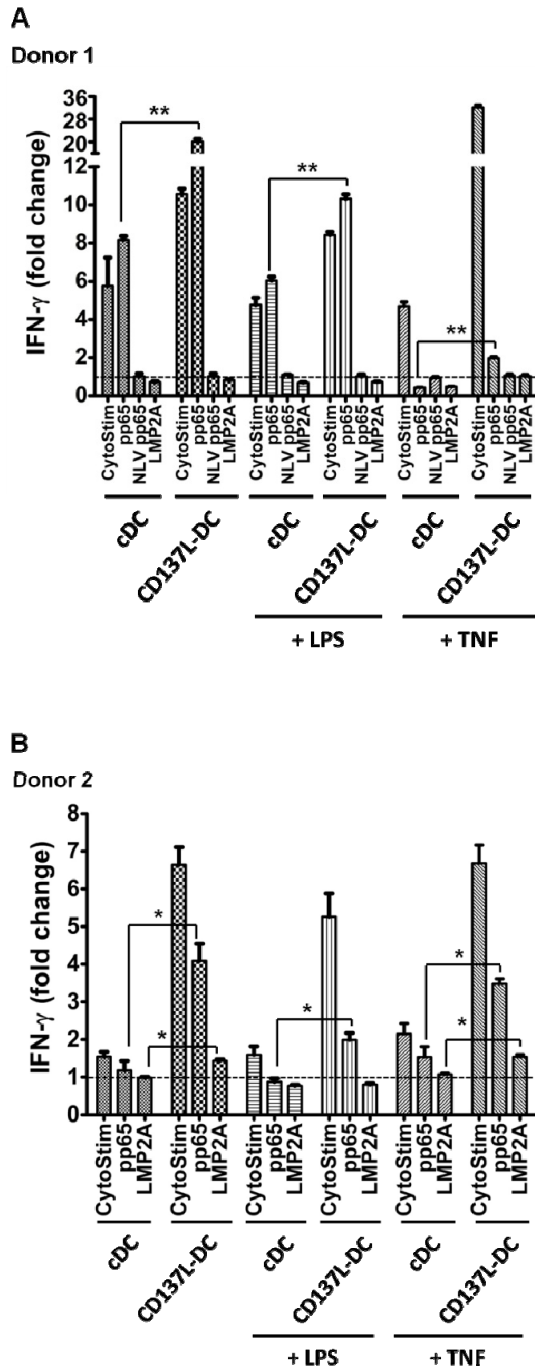 A
Donor 1
IFN-γ (fold change)
36
28
20
12
10
8
6
4
2
0
** ** **
CytoStim pp65 NLV pp65 LMP2A CytoStim pp65 NLV pp65 LMP2A CytoStim pp65 NLV pp65 LMP2A CytoStim pp65 NLV pp65 LMP2A CytoStim pp65 NLV pp65 LMP2A CytoStim pp65 NLV pp65 LMP2A
cDC CD137L-DC cDC CD137L-DC cDC CD137L-DC
+ LPS + TNF
B
Donor 2
IFN-γ (fold change)
8
7
6
5
4
3
2
1
0
* * * * *
CytoStim pp65 LMP2A CytoStim pp65 LMP2A CytoStim pp65 LMP2A CytoStim pp65 LMP2A CytoStim pp65 LMP2A CytoStim pp65 LMP2A
cDC CD137L-DC cDC CD137L-DC cDC CD137L-DC
+ LPS + TNF